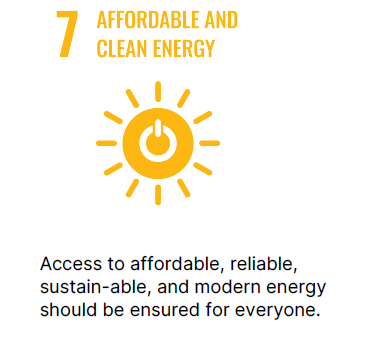 7 AFFORDABLE AND
CLEAN ENERGY
Access to affordable, reliable,
sustain-able, and modern energy
should be ensured for everyone.